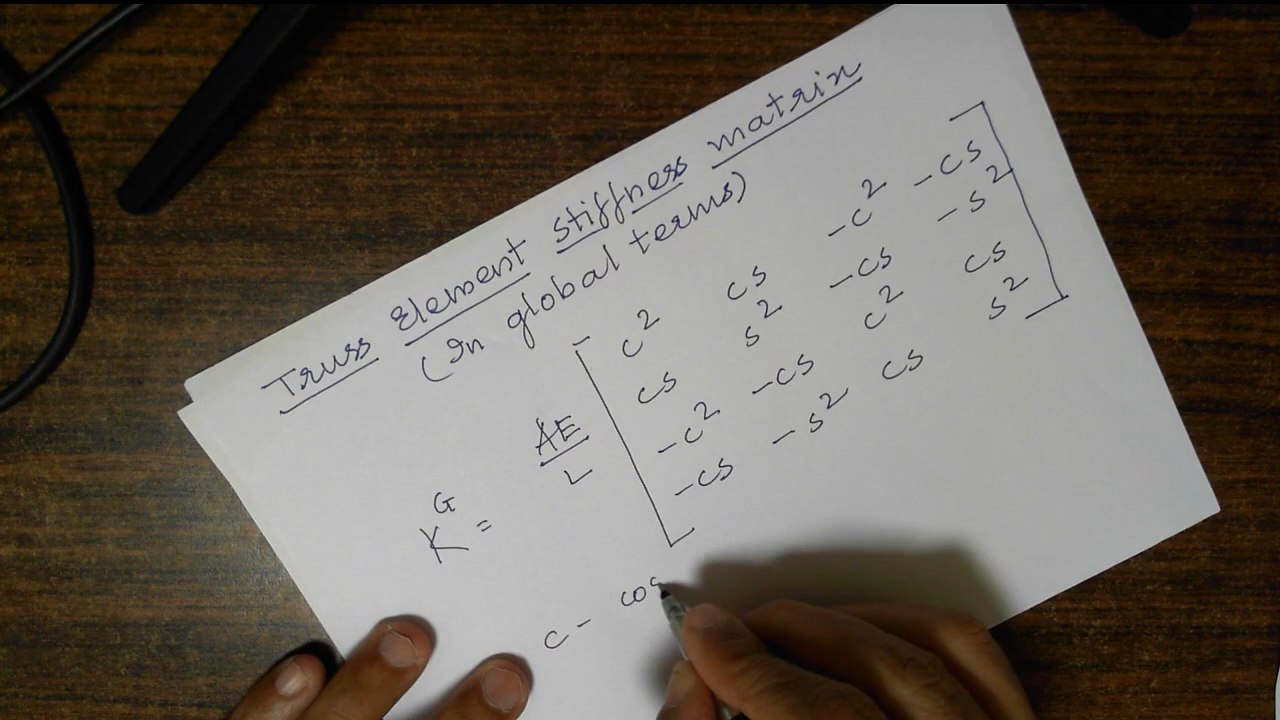 Truss Element stiffness matrix
(In global terms)
K^G = AE/L [
c² cs -c² -cs
cs s² -cs -s²
-c² -cs c² cs
-cs -s² cs s²
]
c - cos